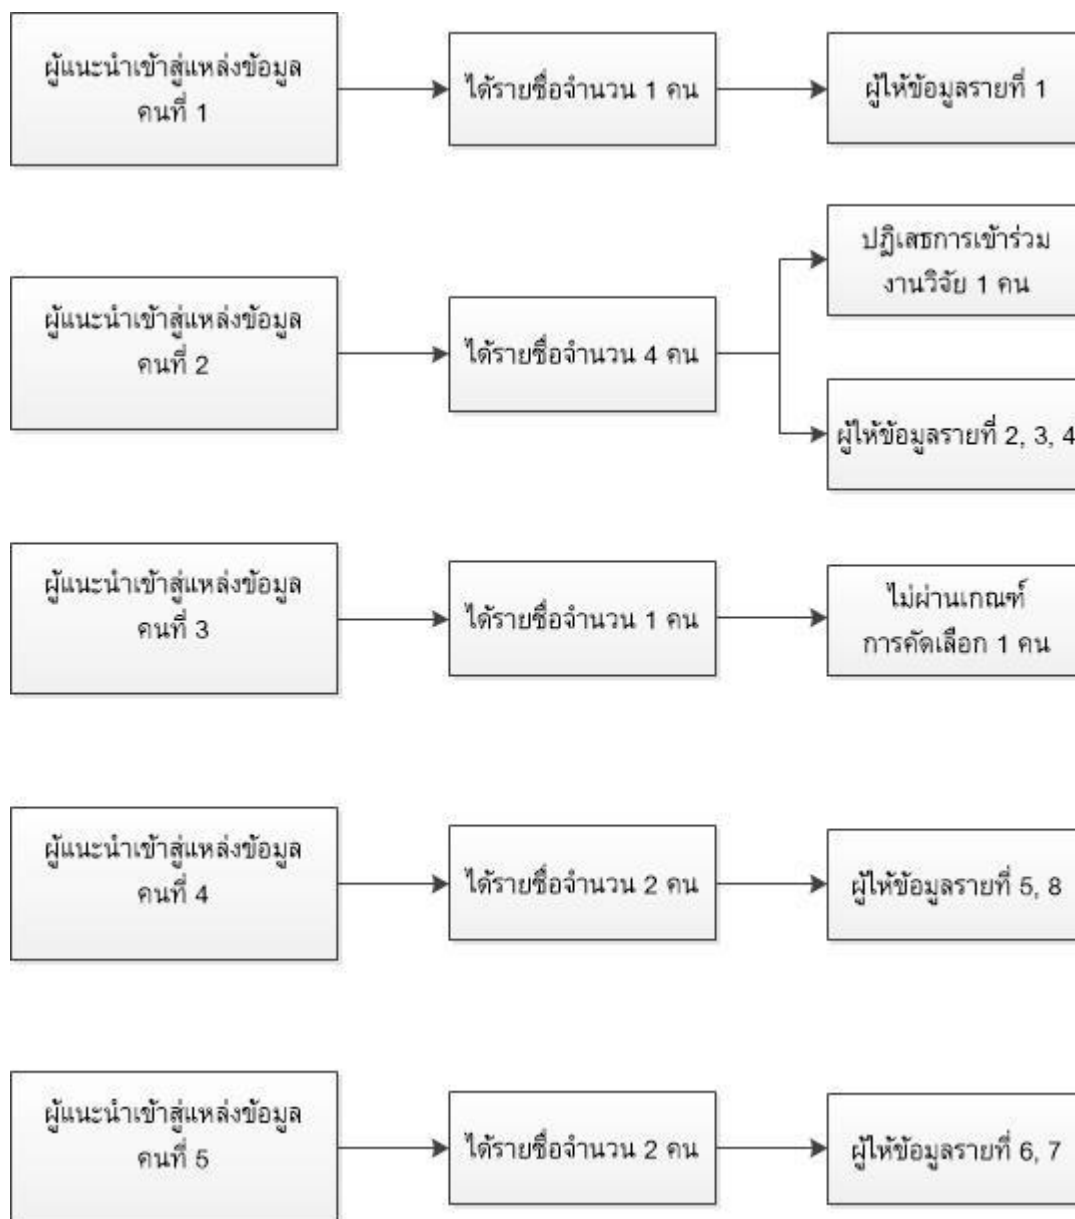 ผู้แนะนำเข้าสู่แหล่งข้อมูล
คนที่ 1
ได้รายชื่อจำนวน 1 คน
ผู้ให้ข้อมูลรายที่ 1
ผู้แนะนำเข้าสู่แหล่งข้อมูล
คนที่ 2
ได้รายชื่อจำนวน 4 คน
ปฏิเสธการเข้าร่วม
งานวิจัย 1 คน
ผู้ให้ข้อมูลรายที่ 2, 3, 4
ผู้แนะนำเข้าสู่แหล่งข้อมูล
คนที่ 3
ได้รายชื่อจำนวน 1 คน
ไม่ผ่านเกณฑ์
การคัดเลือก 1 คน
ผู้แนะนำเข้าสู่แหล่งข้อมูล
คนที่ 4
ได้รายชื่อจำนวน 2 คน
ผู้ให้ข้อมูลรายที่ 5, 8
ผู้แนะนำเข้าสู่แหล่งข้อมูล
คนที่ 5
ได้รายชื่อจำนวน 2 คน
ผู้ให้ข้อมูลรายที่ 6, 7